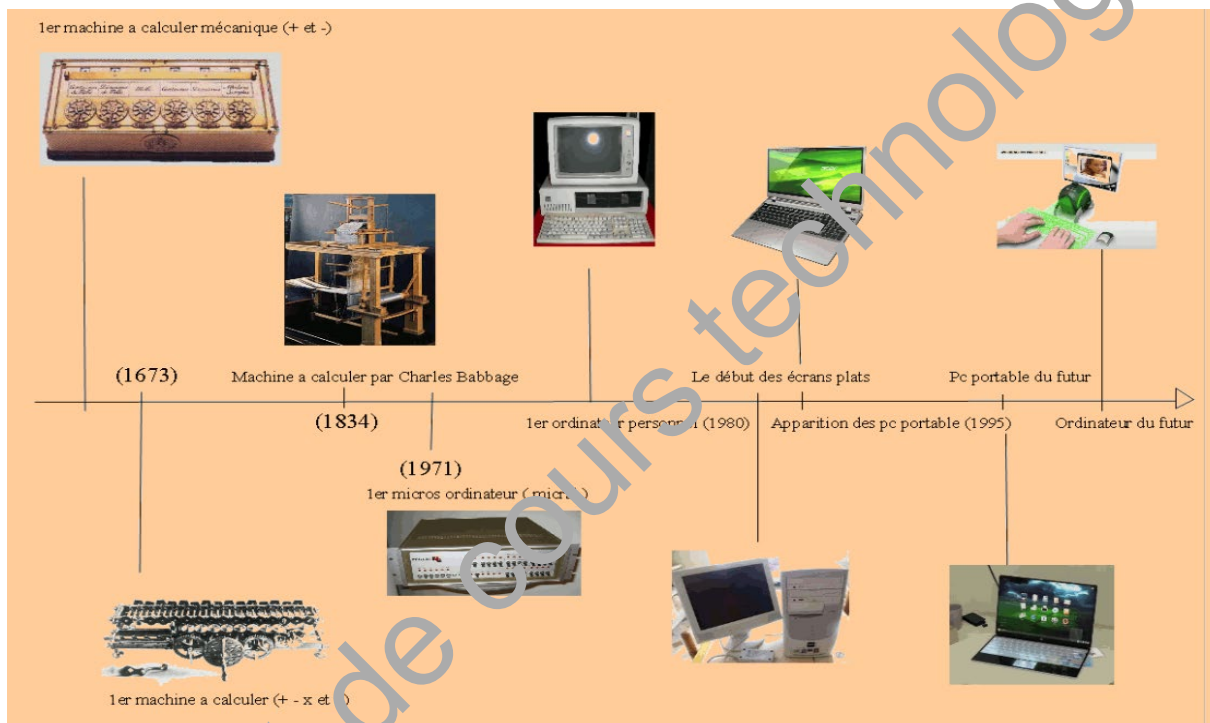 1er machine a calculer mécanique (+ et -)
(1673)
Machine a calculer par Charles Babbage
Le début des écrans plats
Pc portable du futur
(1834)
1er ordinateur personnel (1980)
Apparition des pc portable (1995)
Ordinateur du futur
(1971)
1er micros ordinateur (
1er machine a calculer (+ - x et
de cours technolog